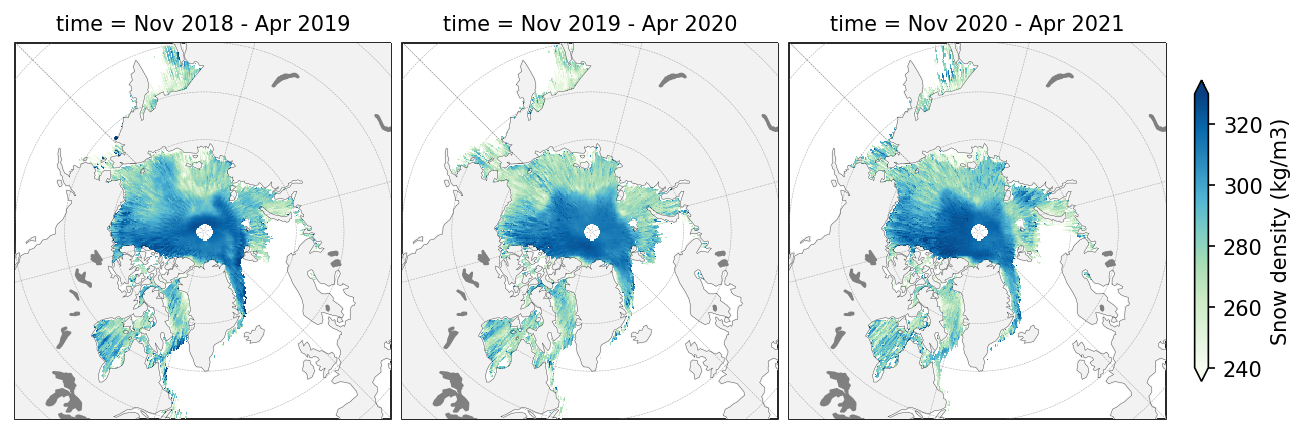 time = Nov 2018 - Apr 2019
time = Nov 2019 - Apr 2020
time = Nov 2020 - Apr 2021
320
300
280
260
240
Snow density (kg/m3)